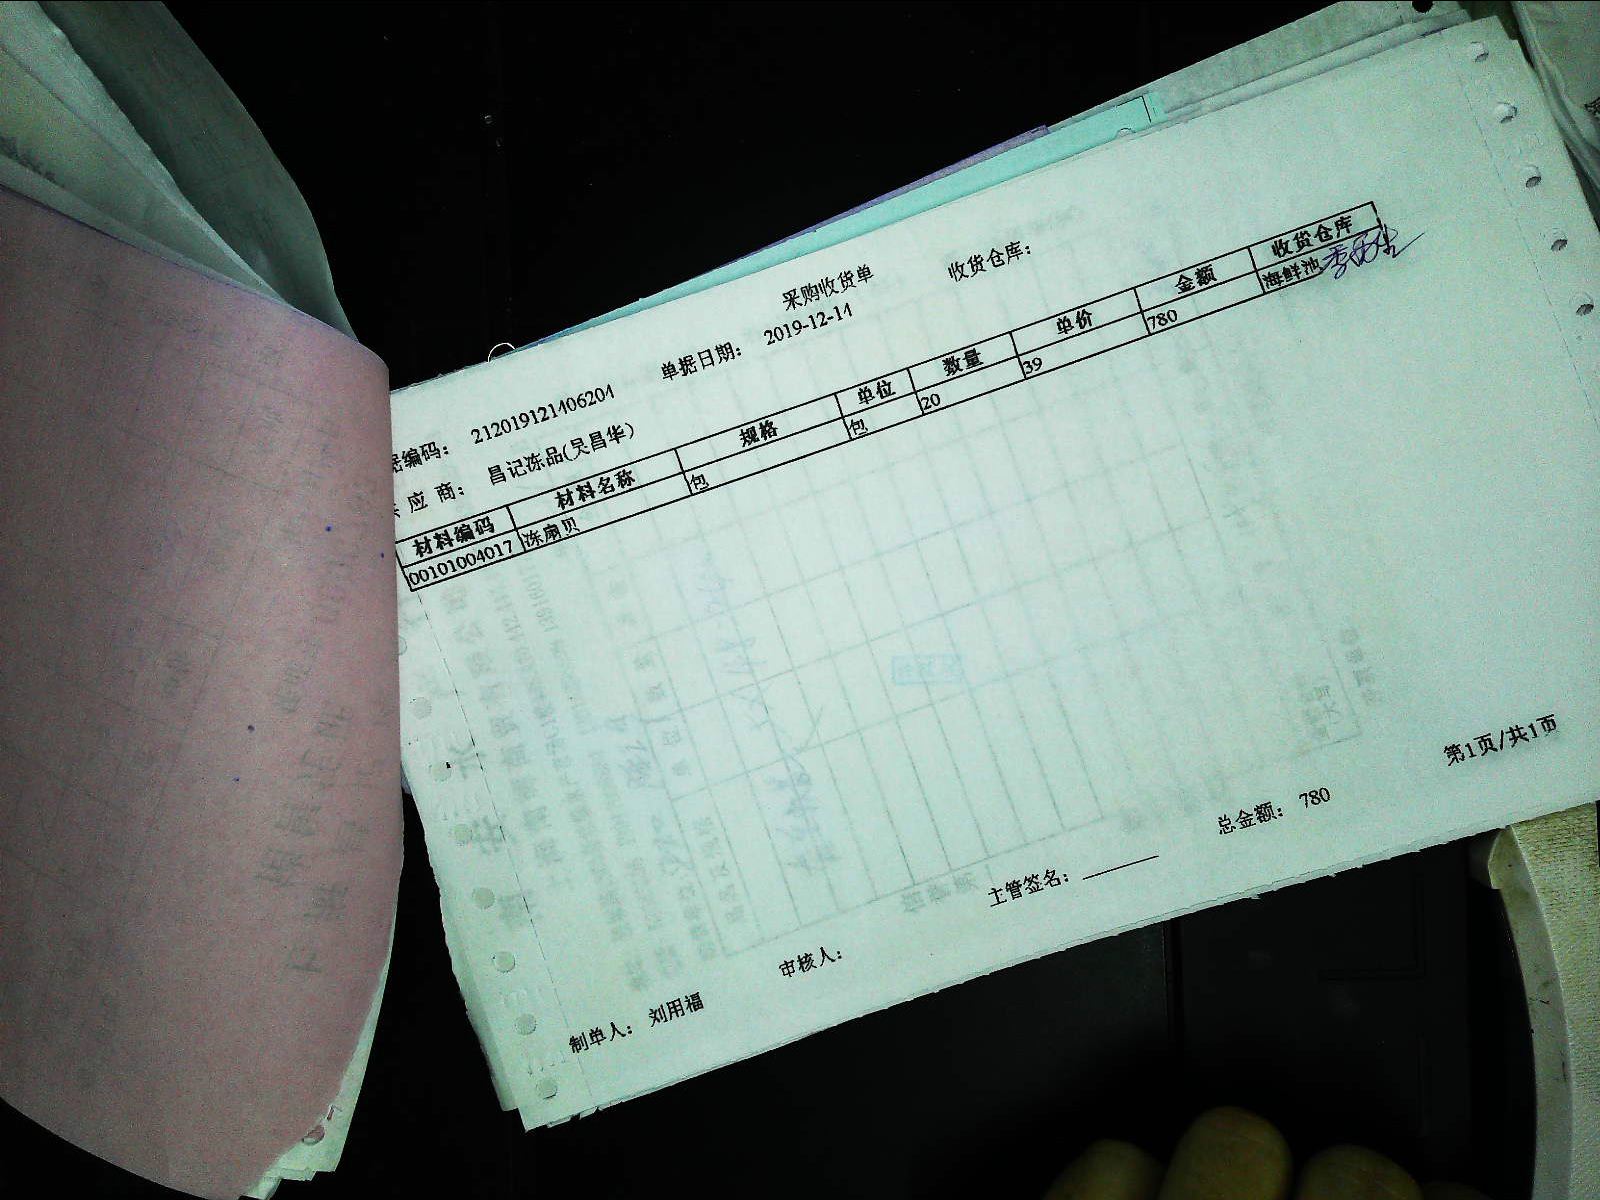 采购收货单
收货仓库：
编码： 212019121406204 单据日期： 2019-12-14
应商： 昌记冻品(吴昌华)
材料编码 材料名称 规格 单位 数量 单价 金额 收货仓库
00101004017 冻扇贝 包 包 20 39 780 海鲜池
总金额： 780 第1页/共1页
制单人： 刘用福 审核人： 主管签名：